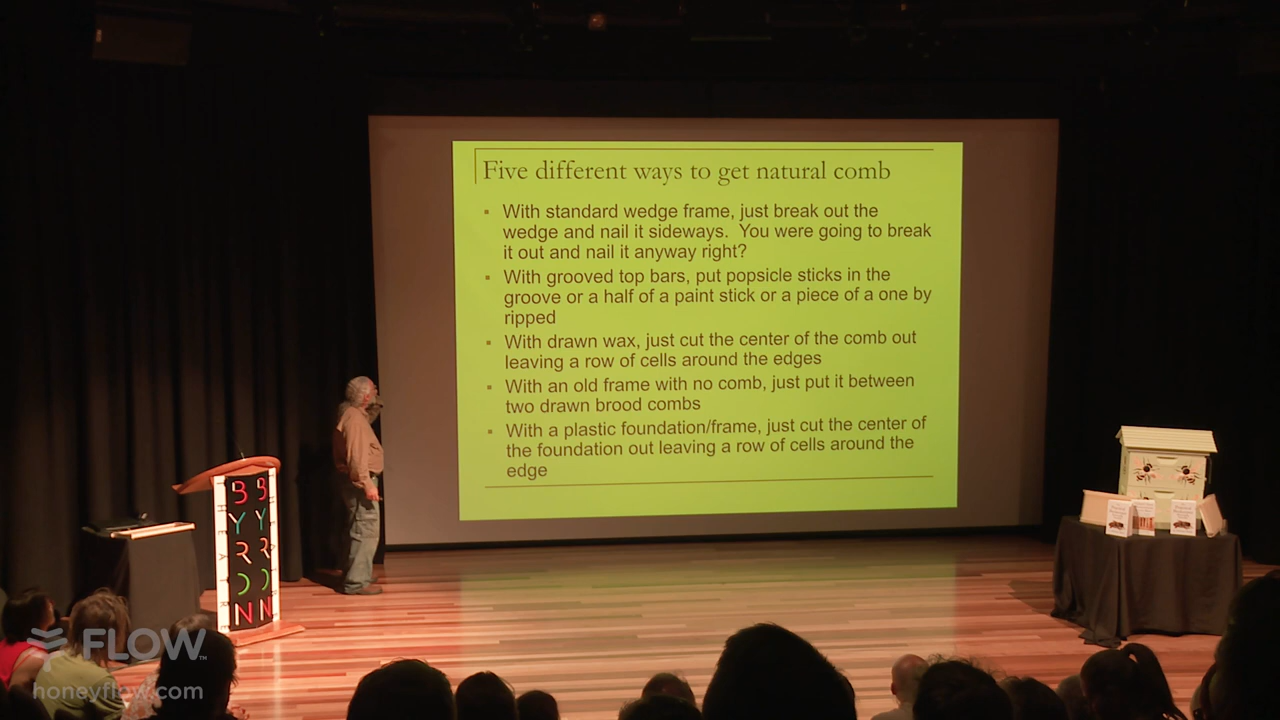 Five different ways to get natural comb
▪ With standard wedge frame, just break out the
wedge and nail it sideways.  You were going to break
it out and nail it anyway right?
▪ With grooved top bars, put popsicle sticks in the
groove or a half of a paint stick or a piece of a one by
ripped
▪ With drawn wax, just cut the center of the comb out
leaving a row of cells around the edges
▪ With an old frame with no comb, just put it between
two drawn brood combs
▪ With a plastic foundation/frame, just cut the center of
the foundation out leaving a row of cells around the
edge
BYRON
BYRON
THEATRE
FLOW™
honeyflow.com